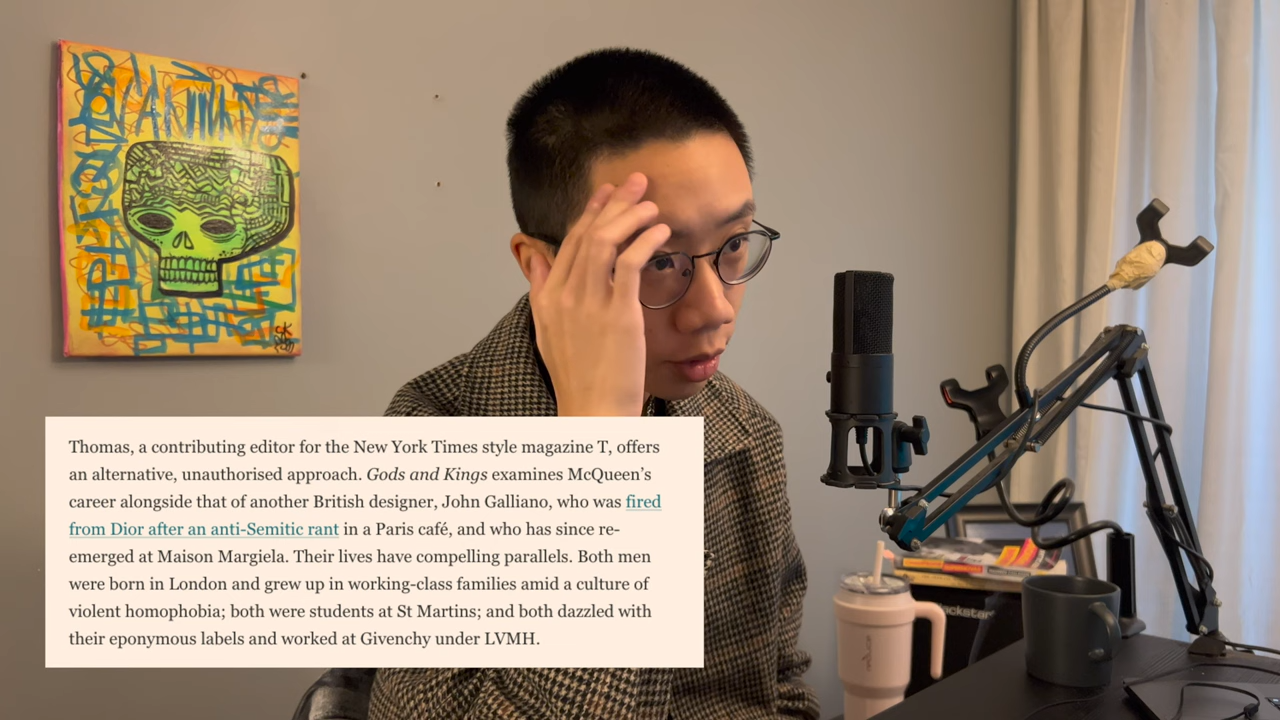 Thomas, a contributing editor for the New York Times style magazine T, offers
an alternative, unauthorised approach. Gods and Kings examines McQueen's
career alongside that of another British designer, John Galliano, who was fired
from Dior after an anti-Semitic rant in a Paris café, and who has since re-
emerged at Maison Margiela. Their lives have compelling parallels. Both men
were born in London and grew up in working-class families amid a culture of
violent homophobia; both were students at St Martins; and both dazzled with
their eponymous labels and worked at Givenchy under LVMH.